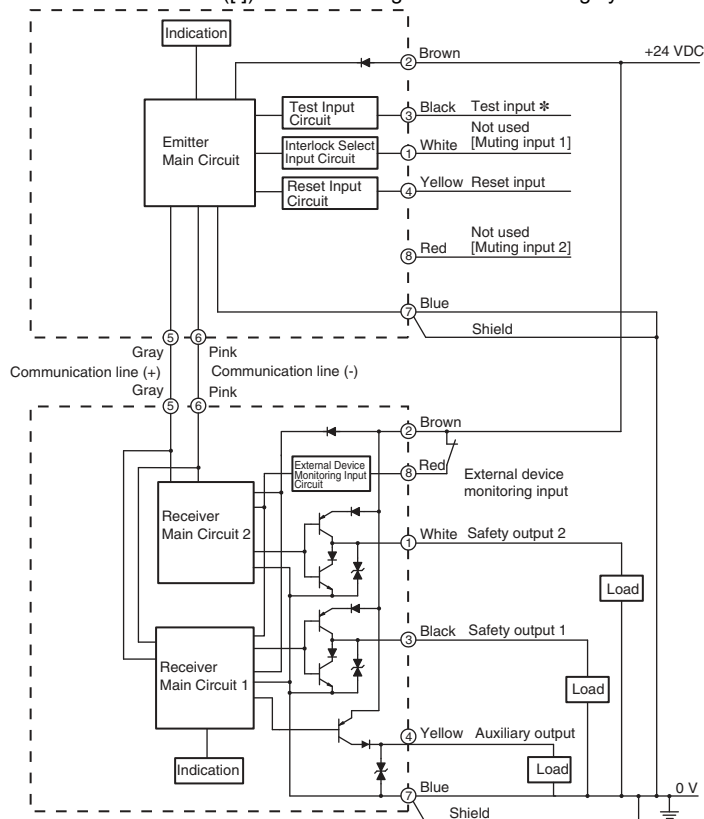 Indication
② Brown
+24 VDC
Emitter
Main Circuit
Test Input
Circuit
③ Black Test input *
Interlock Select
Input Circuit
① White Not used
[Muting input 1]
Reset Input
Circuit
④ Yellow Reset input
⑧ Red Not used
[Muting input 2]
⑦ Blue
Shield
⑤ ⑥
Gray Pink
Communication line (+) Communication line (-)
Gray Pink
⑤ ⑥
② Brown
External Device
Monitoring Input
Circuit
⑧ Red
External device
monitoring input
Receiver
Main Circuit 2
① White Safety output 2
Load
③ Black Safety output 1
Receiver
Main Circuit 1
Load
④ Yellow Auxiliary output
Indication
Load
⑦ Blue
0 V
Shield